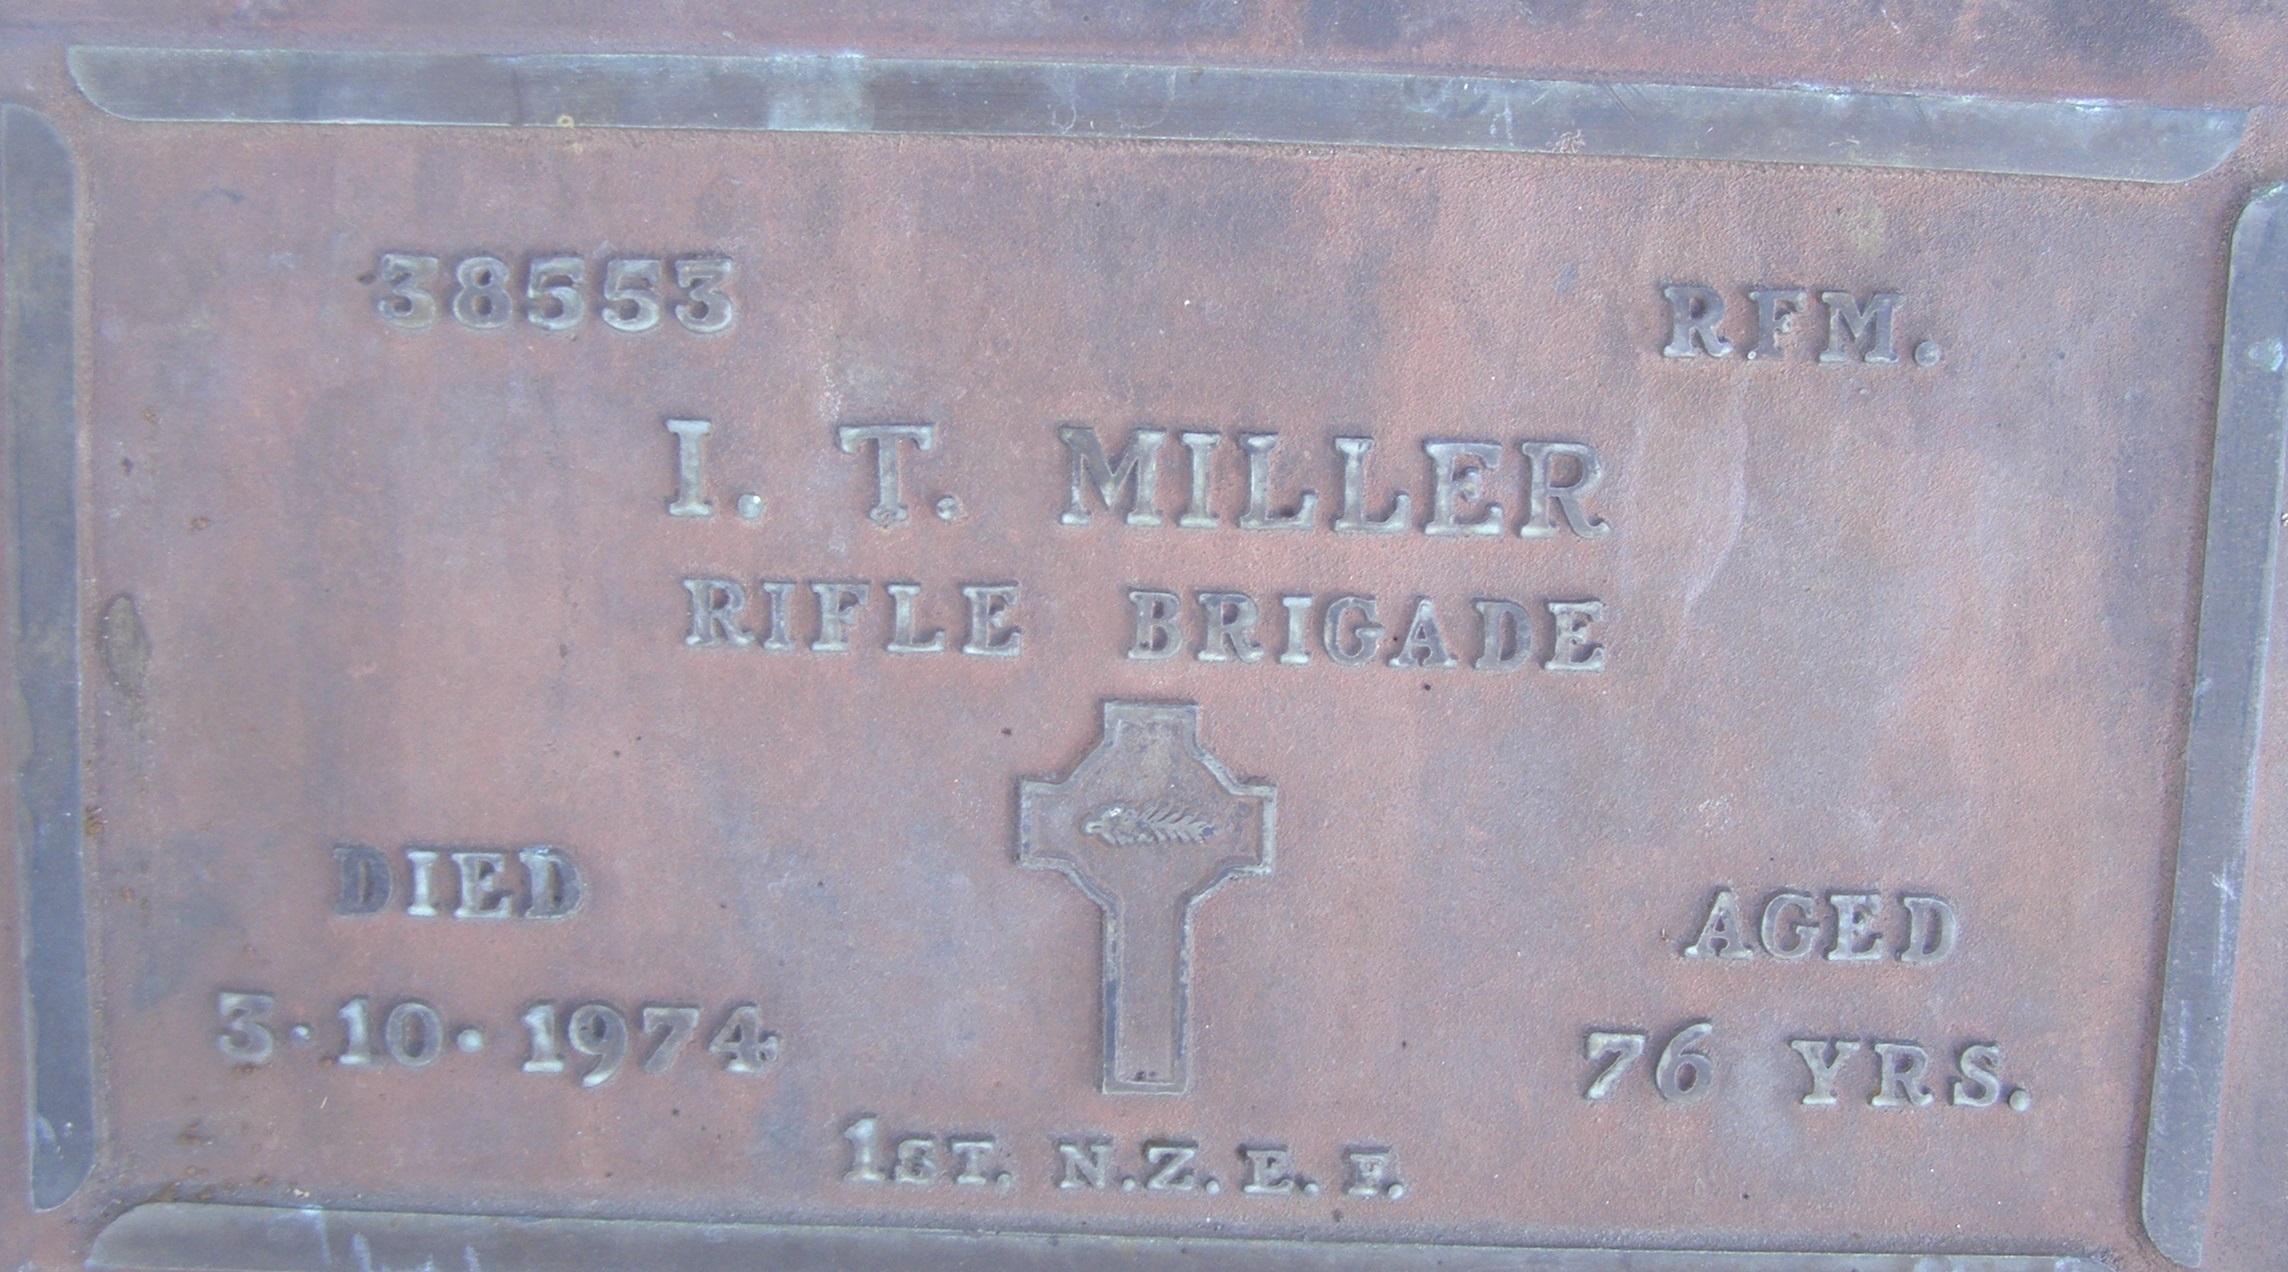 38553 RFM.
I. T. MILLER
RIFLE BRIGADE
DIED AGED
3·10·1974 76 YRS.
1ST. N.Z.E.F.